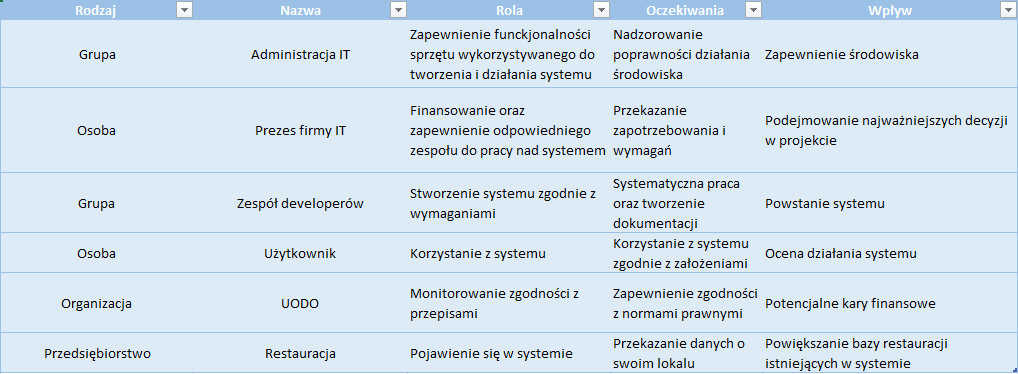 Rodzaj Nazwa Rola Oczekiwania Wpływ
Grupa
Administracja IT
Zapewnienie funckjonalności
sprzętu wykorzystywanego do
tworzenia i działania systemu
Nadzorowanie
poprawności działania
środowiska
Zapewnienie środowiska
Osoba
Prezes firmy IT
Finansowanie oraz
zapewnienie odpowiedniego
zespołu do pracy nad systemem
Przekazanie
zapotrzebowania i
wymagań
Podejmowanie najważniejszych decyzji
w projekcie
Grupa
Zespół developerów
Stworzenie systemu zgodnie z
wymaganiami
Systematyczna praca
oraz tworzenie
dokumentacji
Powstanie systemu
Osoba
Użytkownik
Korzystanie z systemu
Korzystanie z systemu
zgodnie z założeniami
Ocena działania systemu
Organizacja
UODO
Monitorowanie zgodności z
przepisami
Zapewnienie zgodności
z normami prawnymi
Potencjalne kary finansowe
Przedsiębiorstwo
Restauracja
Pojawienie się w systemie
Przekazanie danych o
swoim lokalu
Powiększanie bazy restauracji
istniejących w systemie